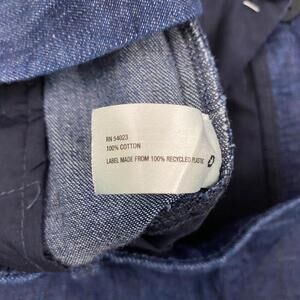 RN 54023
100% COTTON
LABEL MADE FROM 100% RECYCLED PLASTIC